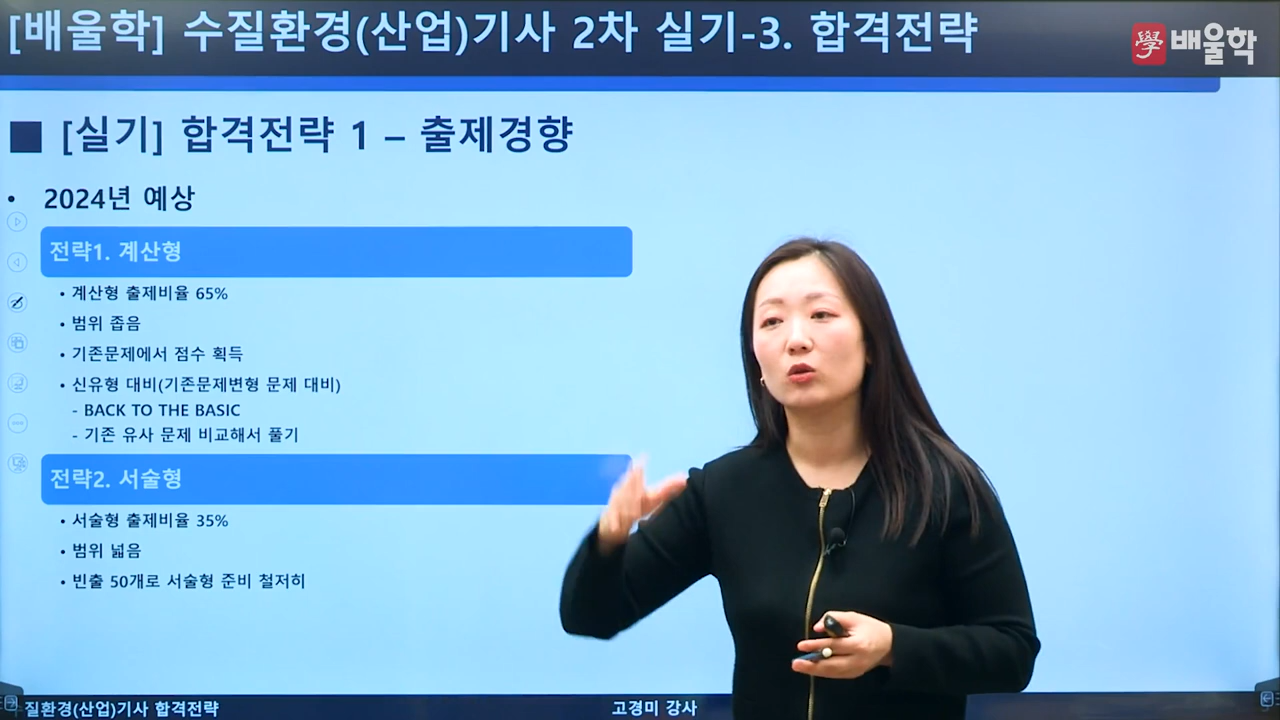 [배울학] 수질환경(산업)기사 2차 실기-3. 합격전략
學 배울학
■ [실기] 합격전략 1 – 출제경향
• 2024년 예상
전략1. 계산형
• 계산형 출제비율 65%
• 범위 좁음
• 기존문제에서 점수 획득
• 신유형 대비(기존문제변형 문제 대비)
- BACK TO THE BASIC
- 기존 유사 문제 비교해서 풀기
전략2. 서술형
• 서술형 출제비율 35%
• 범위 넓음
• 빈출 50개로 서술형 준비 철저히
질환경(산업)기사 합격전략
고경미 강사